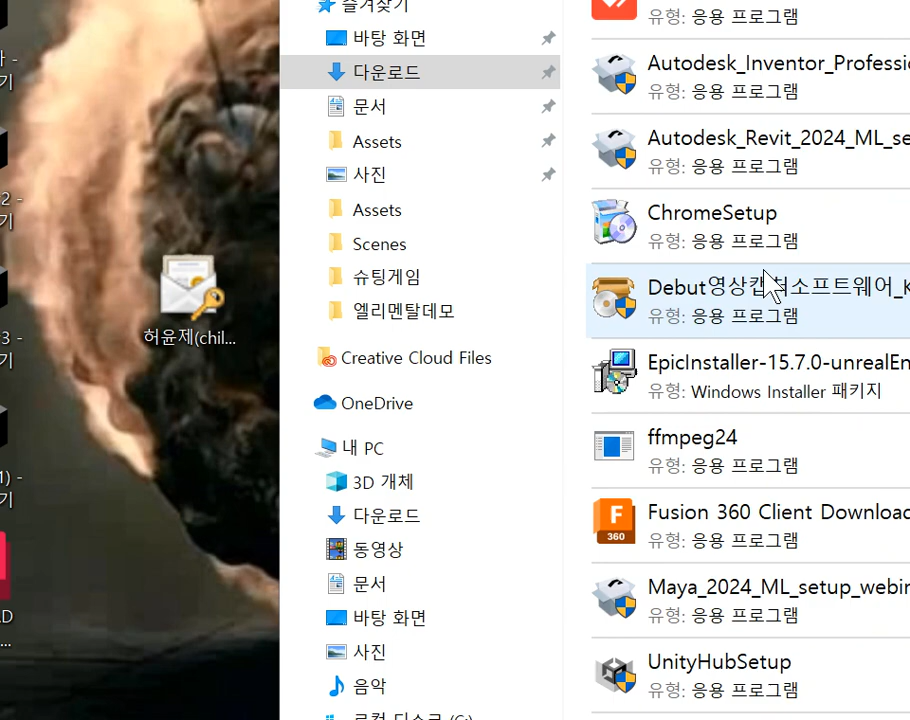 즐겨찾기
바탕 화면
다운로드
문서
Assets
사진
Assets
Scenes
슈팅게임
엘리멘탈데모
Creative Cloud Files
OneDrive
내 PC
3D 개체
다운로드
동영상
문서
바탕 화면
사진
음악
로컬 디스크 (C:)
유형: 응용 프로그램
Autodesk_Inventor_Professi
유형: 응용 프로그램
Autodesk_Revit_2024_ML_se
유형: 응용 프로그램
ChromeSetup
유형: 응용 프로그램
Debut영상캡처소프트웨어_K
유형: 응용 프로그램
EpicInstaller-15.7.0-unrealEn
유형: Windows Installer 패키지
ffmpeg24
유형: 응용 프로그램
Fusion 360 Client Downloac
유형: 응용 프로그램
Maya_2024_ML_setup_webin
유형: 응용 프로그램
UnityHubSetup
유형: 응용 프로그램
허윤제(chil...
F
360